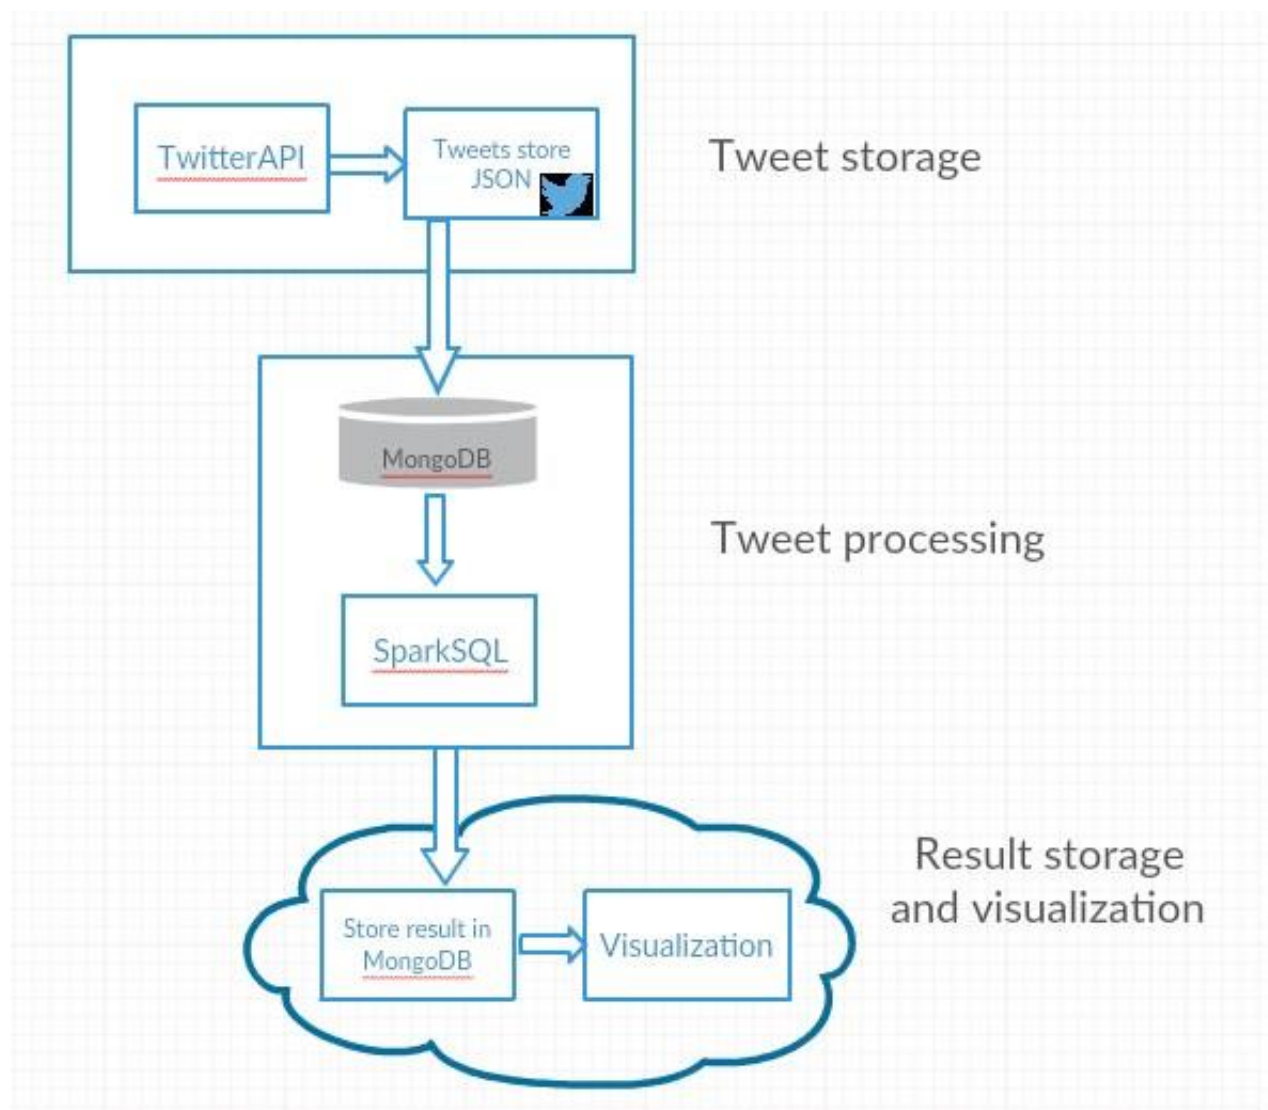 TwitterAPI
Tweets store
JSON
Tweet storage
MongoDB
Tweet processing
SparkSQL
Result storage
and visualization
Store result in
MongoDB
Visualization